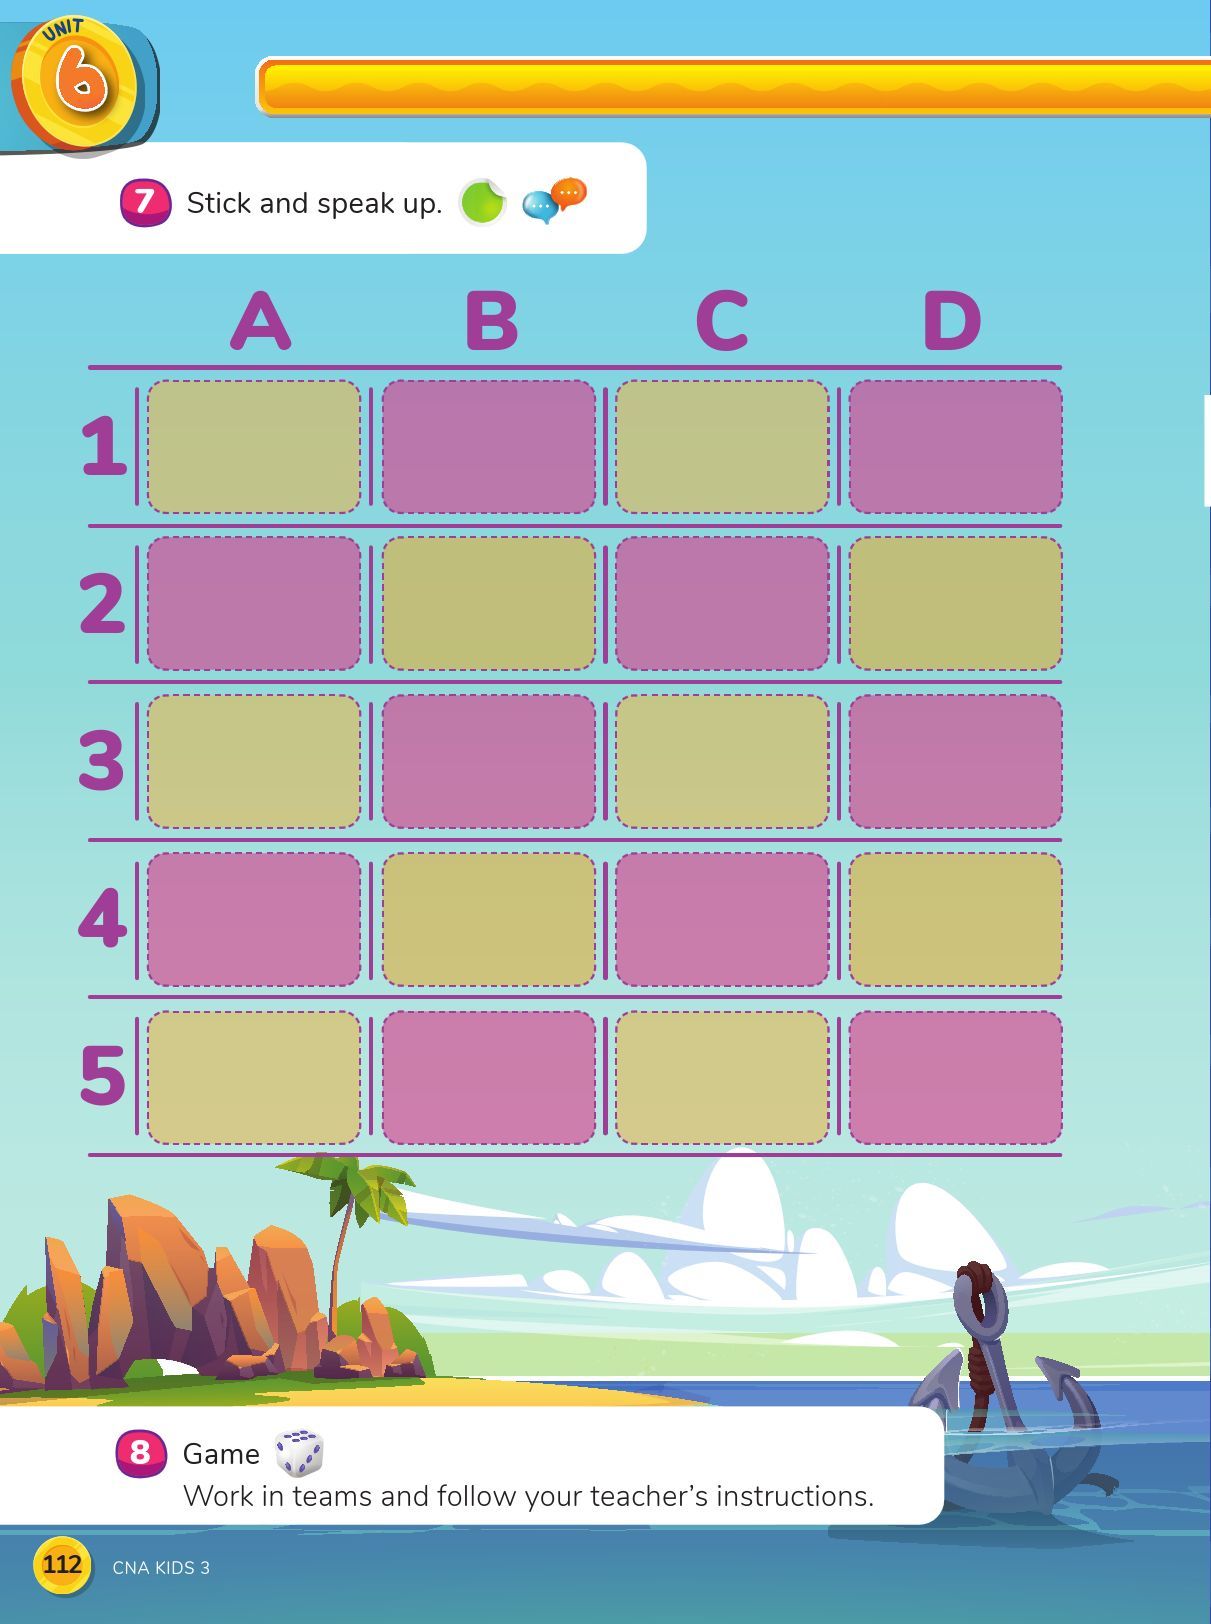 UNIT
6
7 Stick and speak up.
A B C D
1
2
3
4
5
8 Game
Work in teams and follow your teacher's instructions.
112 CNA KIDS 3